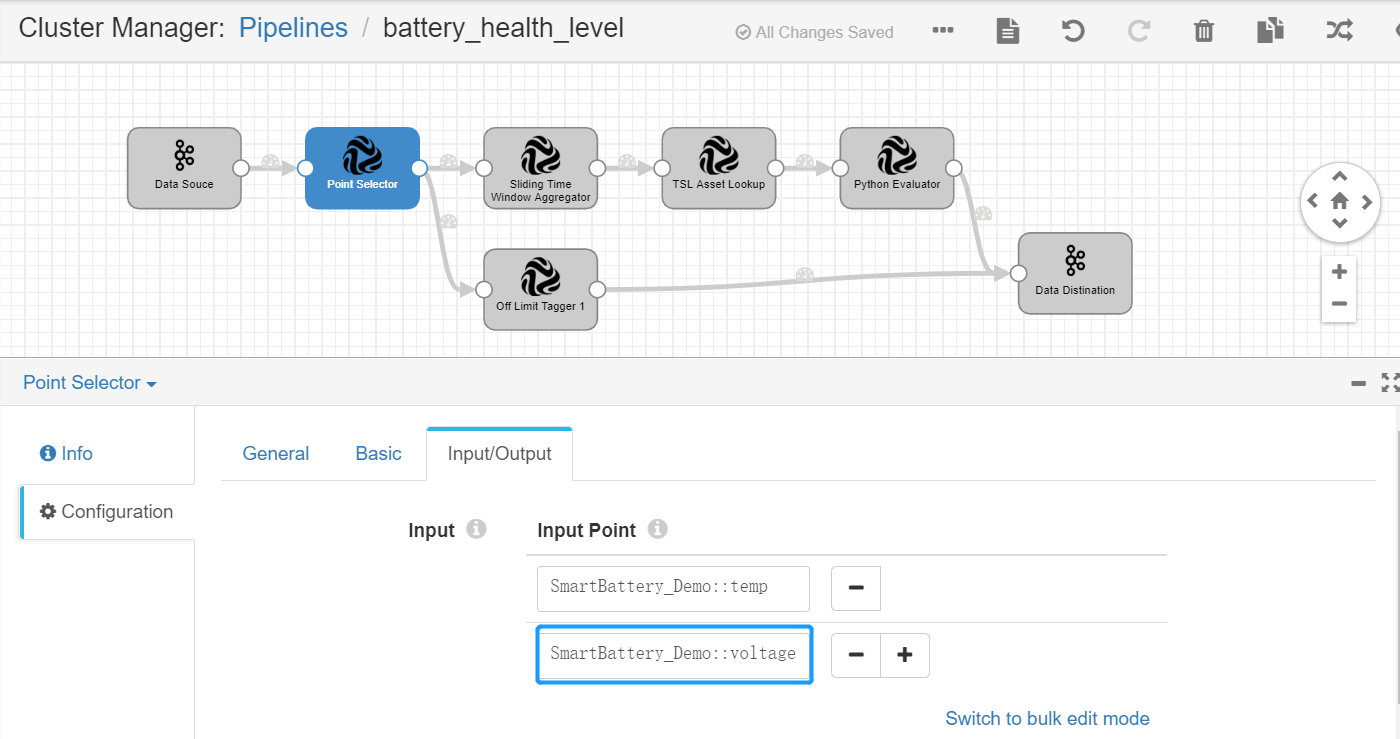 Cluster Manager: Pipelines / battery_health_level
All Changes Saved
Data Souce
Point Selector
Sliding Time
Window Aggregator
TSL Asset Lookup
Python Evaluator
Off Limit Tagger 1
Data Distination
Point Selector
Info
Configuration
General
Basic
Input/Output
Input
Input Point
SmartBattery_Demo::temp
SmartBattery_Demo::voltage
Switch to bulk edit mode